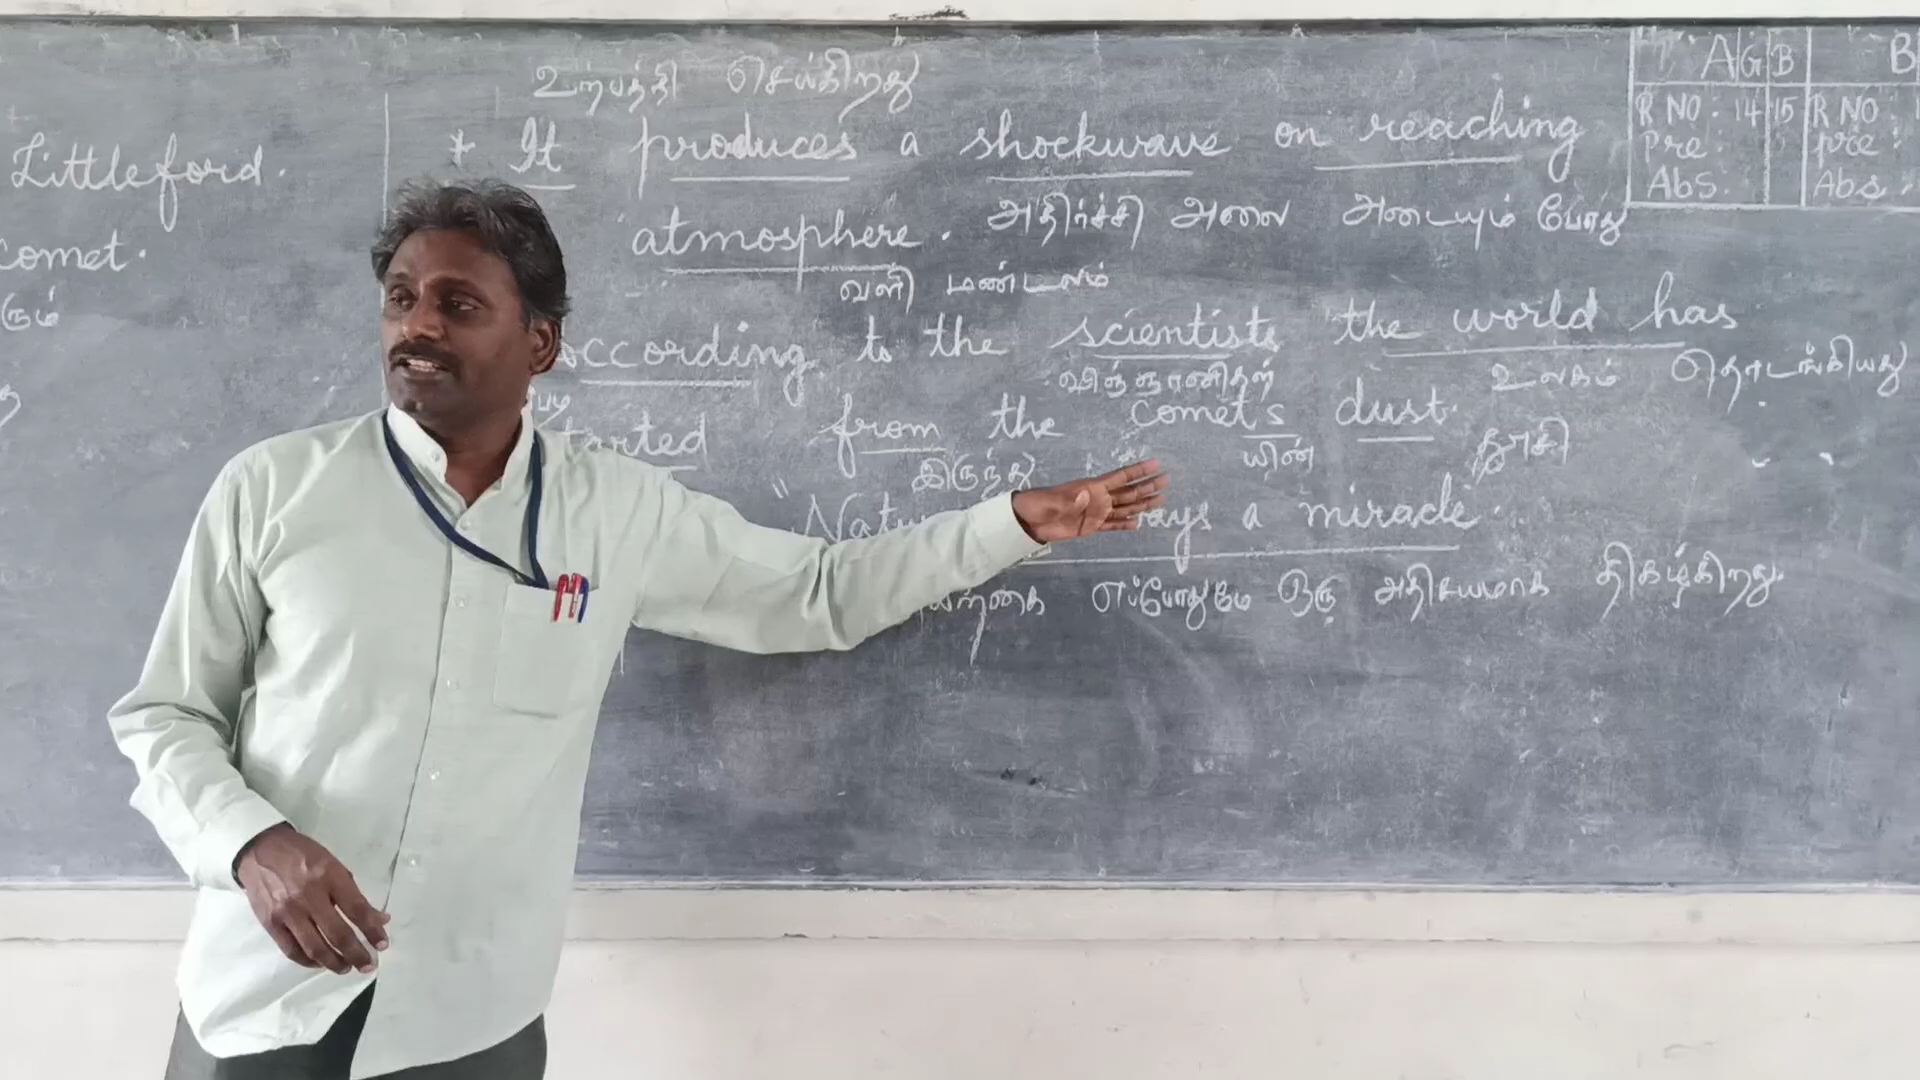 Littleford.
comet.
ரும்
உற்பத்தி செய்கிறது
* It produces a shockwave on reaching
atmosphere. அதிர்ச்சி அலை அடையும் போது
வளி மண்டலம்
according to the scientists the world has
விஞ்ஞானிகள் உலகம் தொடங்கியது
from the comet's dust.
இருந்து யின் தூசி
a miracle.
எப்போதுமே ஒரு அதிசயமாக திகழ்கிறது.
A G B B
R NO: 14 15 R NO:
Pre: Pre:
Abs. Abs.